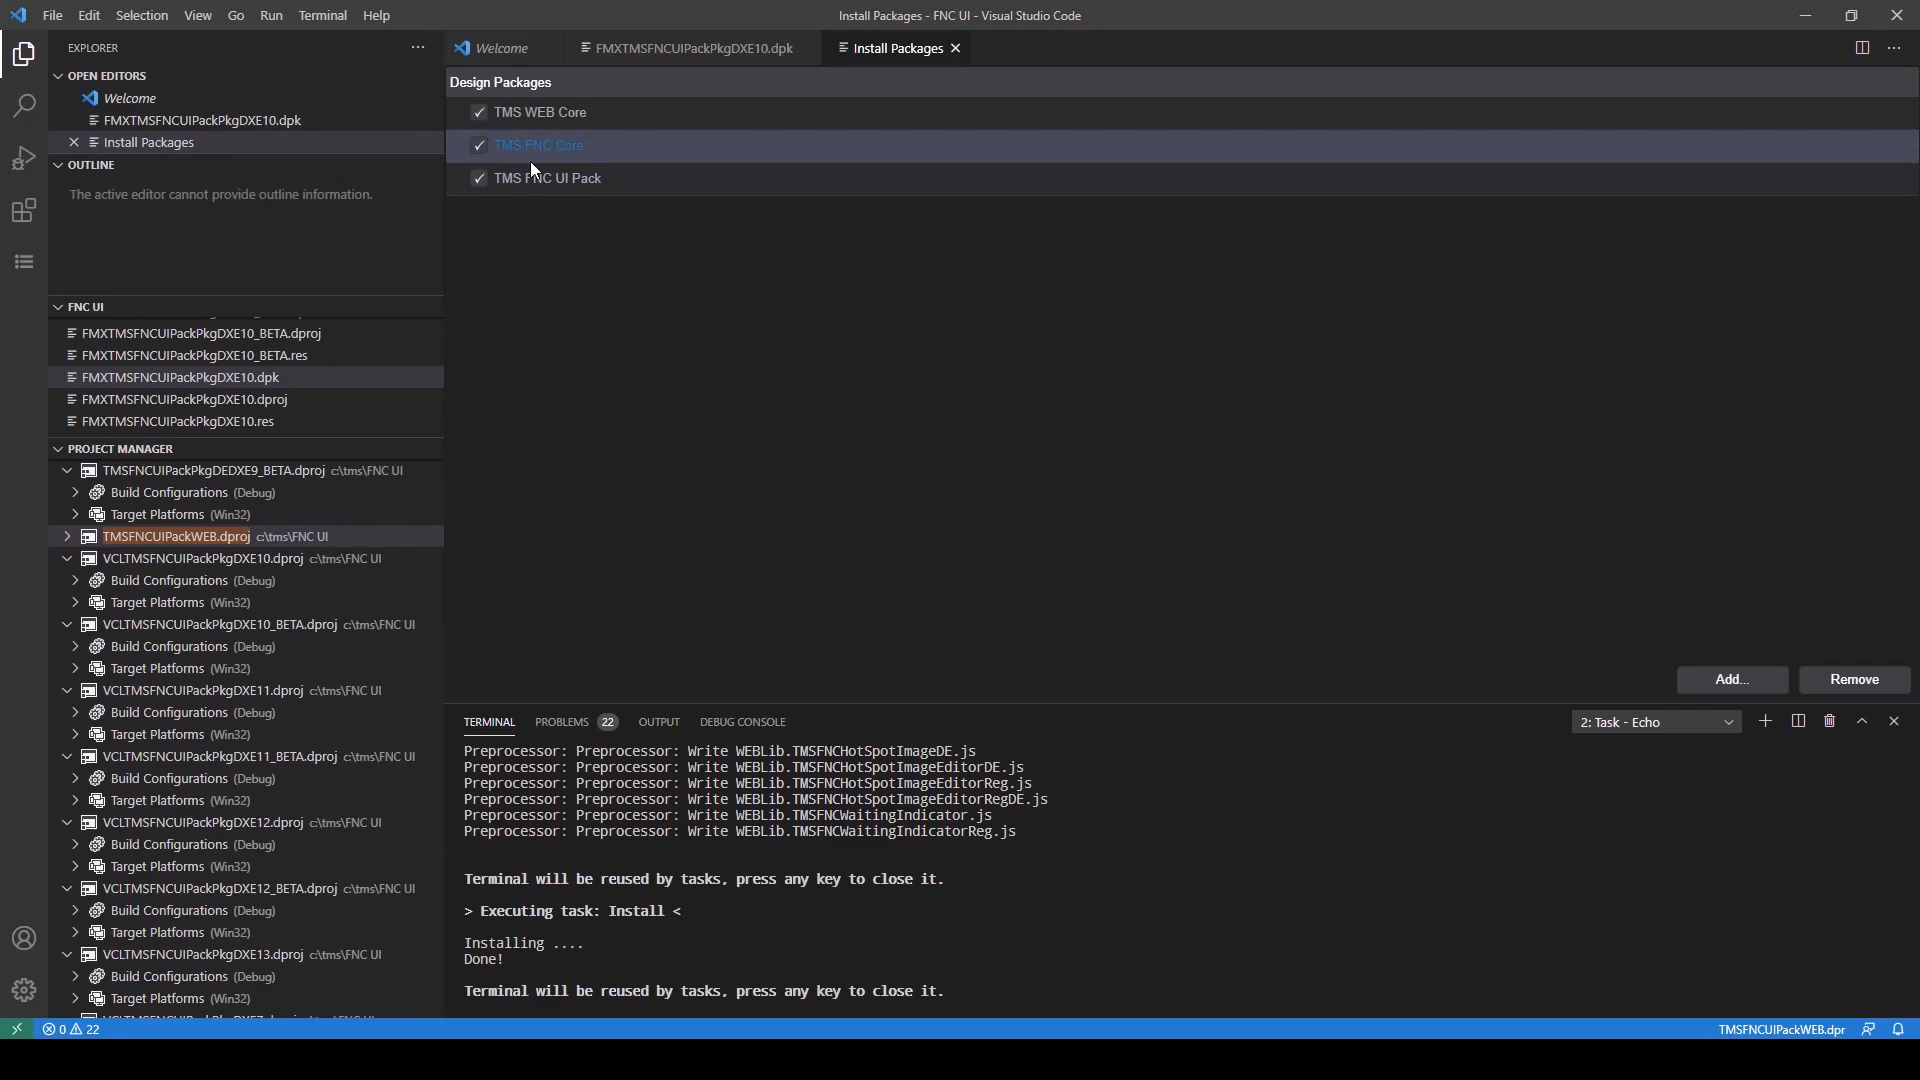 File Edit Selection View Go Run Terminal Help
Install Packages - FNC UI - Visual Studio Code
EXPLORER
OPEN EDITORS
Welcome
FMXTMSFNCUIPackPkgDXE10.dpk
Install Packages
OUTLINE
The active editor cannot provide outline information.
FNC UI
FMXTMSFNCUIPackPkgDXE10_BETA.dproj
FMXTMSFNCUIPackPkgDXE10_BETA.res
FMXTMSFNCUIPackPkgDXE10.dpk
FMXTMSFNCUIPackPkgDXE10.dproj
FMXTMSFNCUIPackPkgDXE10.res
PROJECT MANAGER
TMSFNCUIPackPkgDEDXE9_BETA.dproj c:\tms\FNC UI
Build Configurations (Debug)
Target Platforms (Win32)
TMSFNCUIPackWEB.dproj c:\tms\FNC UI
VCLTMSFNCUIPackPkgDXE10.dproj c:\tms\FNC UI
Build Configurations (Debug)
Target Platforms (Win32)
VCLTMSFNCUIPackPkgDXE10_BETA.dproj c:\tms\FNC UI
Build Configurations (Debug)
Target Platforms (Win32)
VCLTMSFNCUIPackPkgDXE11.dproj c:\tms\FNC UI
Build Configurations (Debug)
Target Platforms (Win32)
VCLTMSFNCUIPackPkgDXE11_BETA.dproj c:\tms\FNC UI
Build Configurations (Debug)
Target Platforms (Win32)
VCLTMSFNCUIPackPkgDXE12.dproj c:\tms\FNC UI
Build Configurations (Debug)
Target Platforms (Win32)
VCLTMSFNCUIPackPkgDXE12_BETA.dproj c:\tms\FNC UI
Build Configurations (Debug)
Target Platforms (Win32)
VCLTMSFNCUIPackPkgDXE13.dproj c:\tms\FNC UI
Build Configurations (Debug)
Target Platforms (Win32)
Welcome FMXTMSFNCUIPackPkgDXE10.dpk Install Packages
Design Packages
TMS WEB Core
TMS FNC Core
TMS FNC UI Pack
Add... Remove
TERMINAL PROBLEMS 22 OUTPUT DEBUG CONSOLE 2: Task - Echo
Preprocessor: Preprocessor: Write WEBLib.TMSFNCHotSpotImageDE.js
Preprocessor: Preprocessor: Write WEBLib.TMSFNCHotSpotImageEditorDE.js
Preprocessor: Preprocessor: Write WEBLib.TMSFNCHotSpotImageEditorReg.js
Preprocessor: Preprocessor: Write WEBLib.TMSFNCHotSpotImageEditorRegDE.js
Preprocessor: Preprocessor: Write WEBLib.TMSFNCWaitingIndicator.js
Preprocessor: Preprocessor: Write WEBLib.TMSFNCWaitingIndicatorReg.js
Terminal will be reused by tasks, press any key to close it.
> Executing task: Install <
Installing ....
Done!
Terminal will be reused by tasks, press any key to close it.
0 22 TMSFNCUIPackWEB.dpr